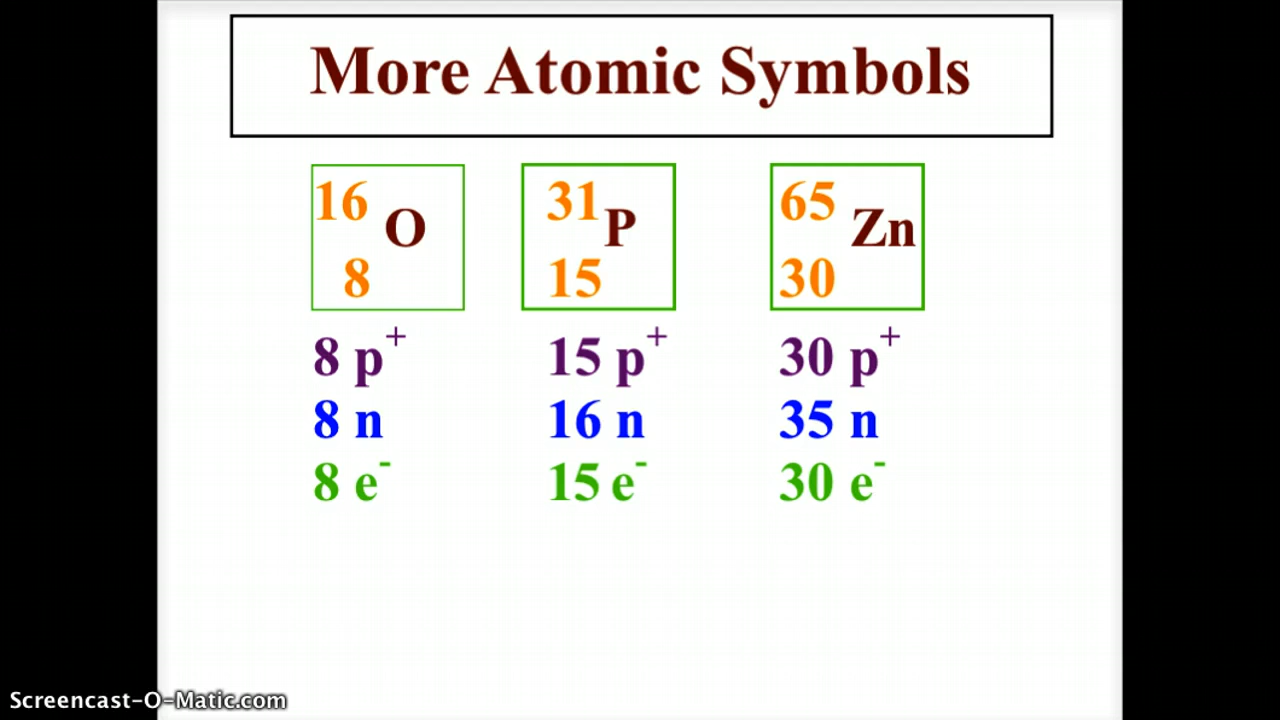 More Atomic Symbols
16 O 8
31 P 15
65 Zn 30
8 p+ 15 p+ 30 p+
8 n 16 n 35 n
8 e- 15 e- 30 e-
Screencast-O-Matic.com